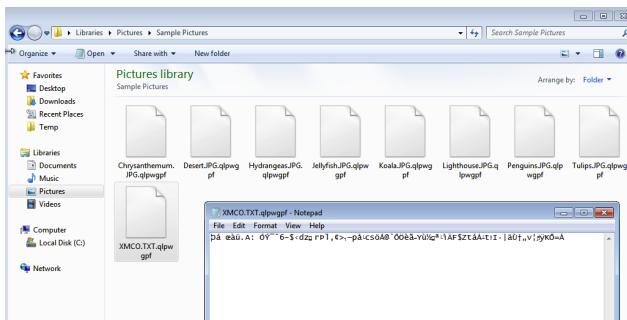 Libraries Pictures Sample Pictures
Search Sample Pictures
Organize Open Share with New folder
Favorites
Desktop
Downloads
Recent Places
Temp
Libraries
Documents
Music
Pictures
Videos
Computer
Local Disk (C:)
Network
Pictures library
Sample Pictures
Arrange by: Folder
Chrysanthemum.
JPG.qlpwgpf
Desert.JPG.qlpwg
pf
Hydrangeas.JPG.
qlpwgpf
Jellyfish.JPG.qlpw
gpf
Koala.JPG.qlpwg
pf
Lighthouse.JPG.q
lpwgpf
Penguins.JPG.qlp
wgpf
Tulips.JPG.qlpwg
pf
XMCO.TXT.qlpw
gpf
XMCO.TXT.qlpwgpf - Notepad
File Edit Format View Help